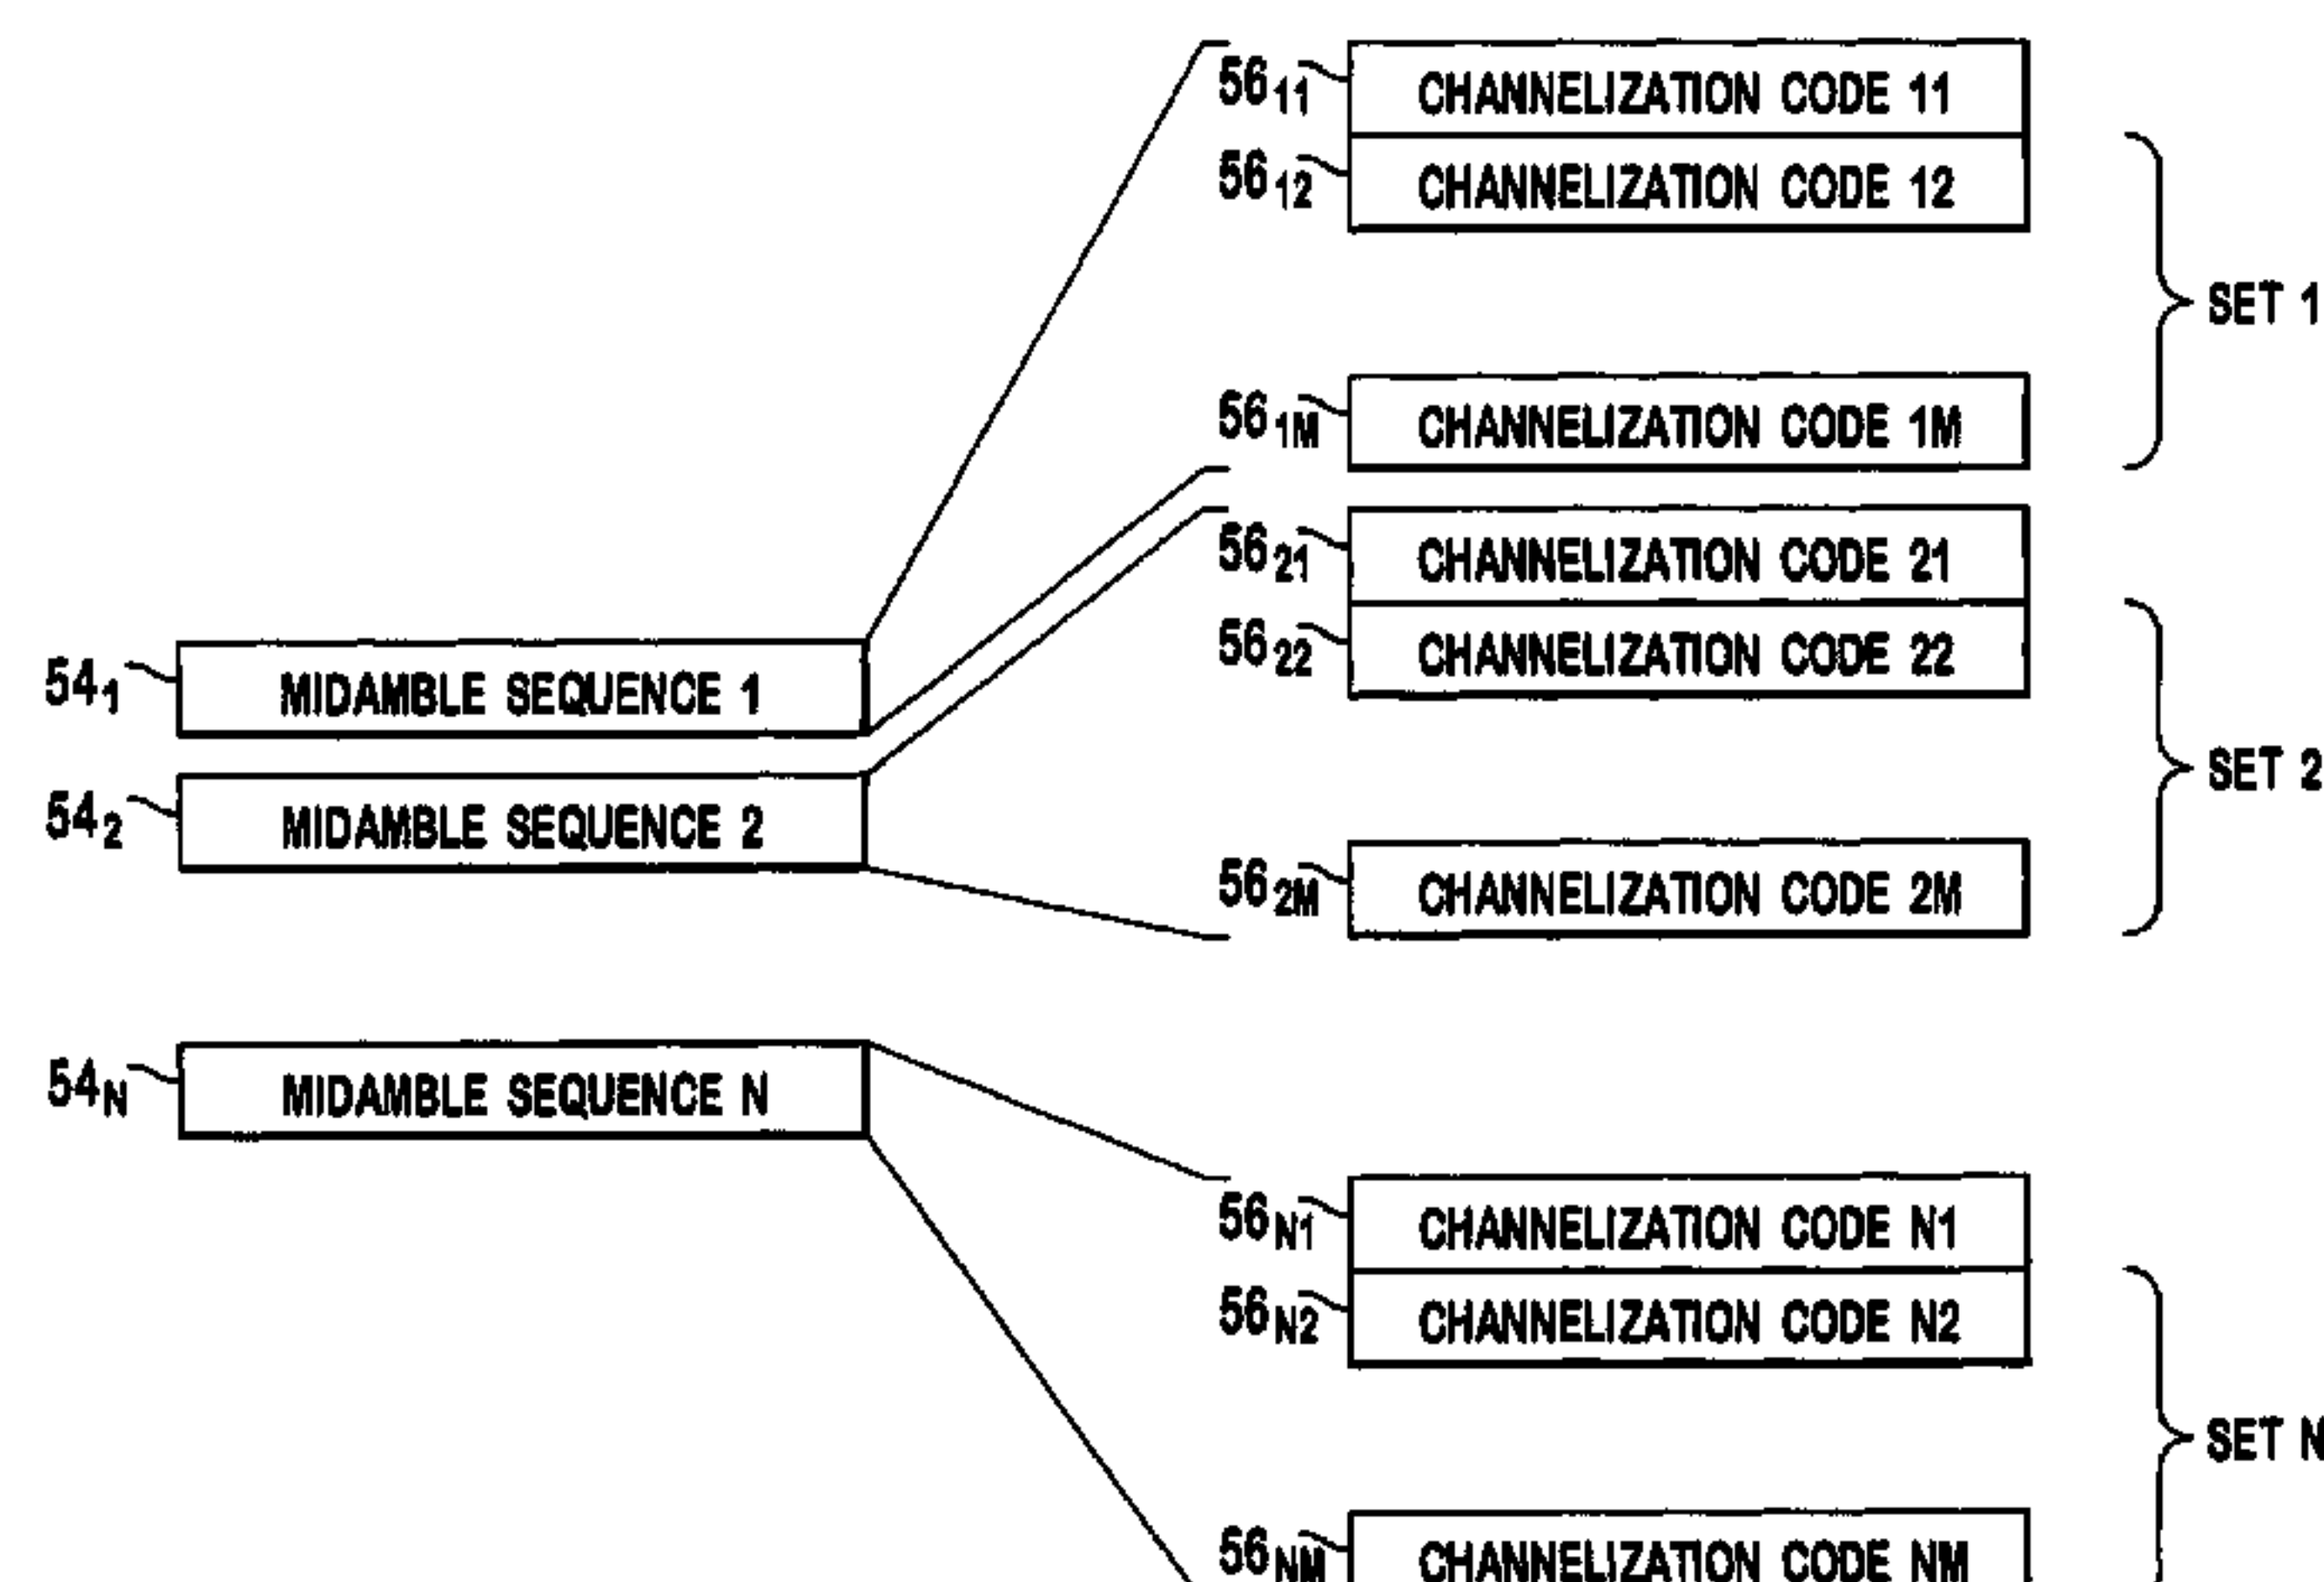 56₁₁ CHANNELIZATION CODE 11
56₁₂ CHANNELIZATION CODE 12
SET 1
56₁M CHANNELIZATION CODE 1M
56₂₁ CHANNELIZATION CODE 21
56₂₂ CHANNELIZATION CODE 22
54₁ MIDAMBLE SEQUENCE 1
SET 2
54₂ MIDAMBLE SEQUENCE 2
56₂M CHANNELIZATION CODE 2M
54N MIDAMBLE SEQUENCE N
56N1 CHANNELIZATION CODE N1
56N2 CHANNELIZATION CODE N2
SET N
56NM CHANNELIZATION CODE NM